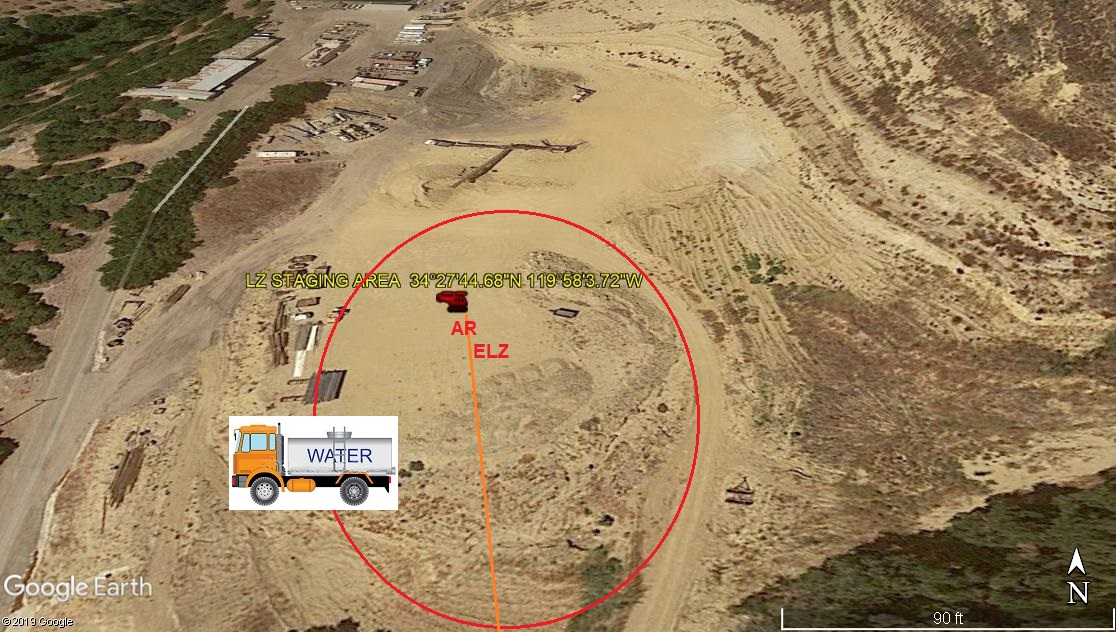 LZ STAGING AREA 34°27'44.68"N 119°58'3.72"W
AR
ELZ
WATER
Google Earth
N
90 ft
©2019 Google